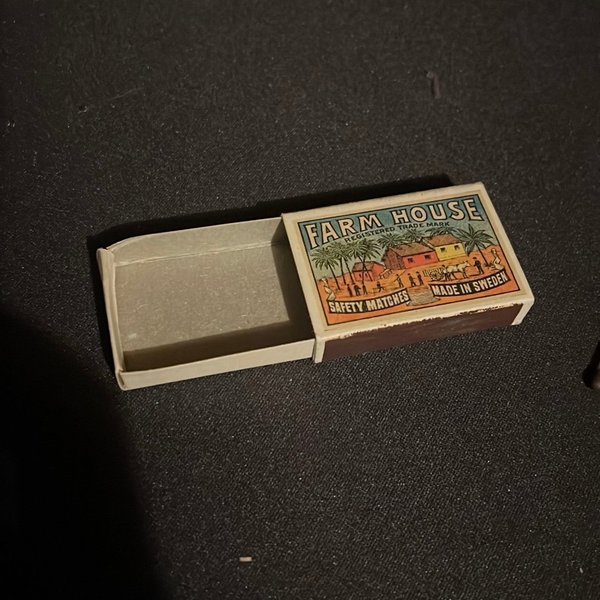 FARM HOUSE
REGISTERED TRADE MARK
SAFETY MATCHES
MADE IN SWEDEN